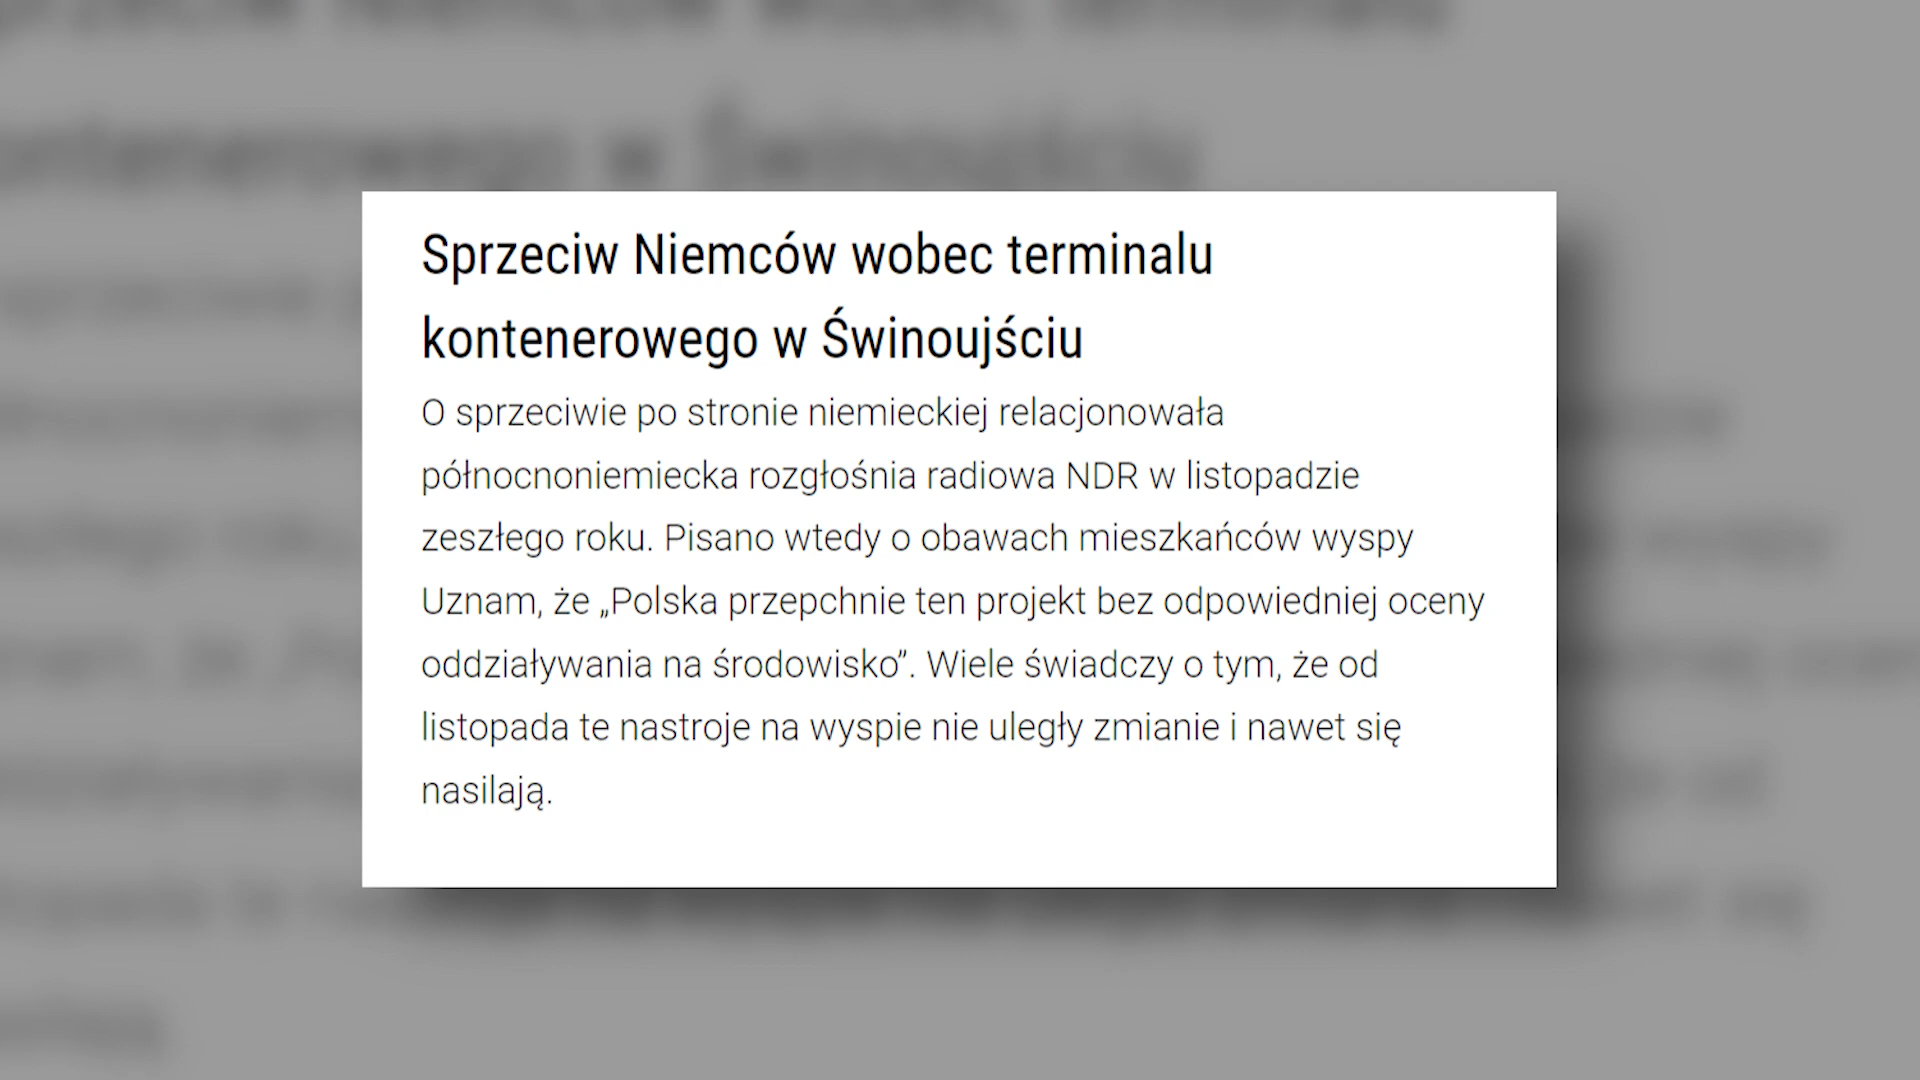 Sprzeciw Niemców wobec terminalu
kontenerowego w Świnoujściu
O sprzeciwie po stronie niemieckiej relacjonowała
północnoniemiecka rozgłośnia radiowa NDR w listopadzie
zeszłego roku. Pisano wtedy o obawach mieszkańców wyspy
Uznam, że „Polska przepchnie ten projekt bez odpowiedniej oceny
oddziaływania na środowisko”. Wiele świadczy o tym, że od
listopada te nastroje na wyspie nie uległy zmianie i nawet się
nasilają.